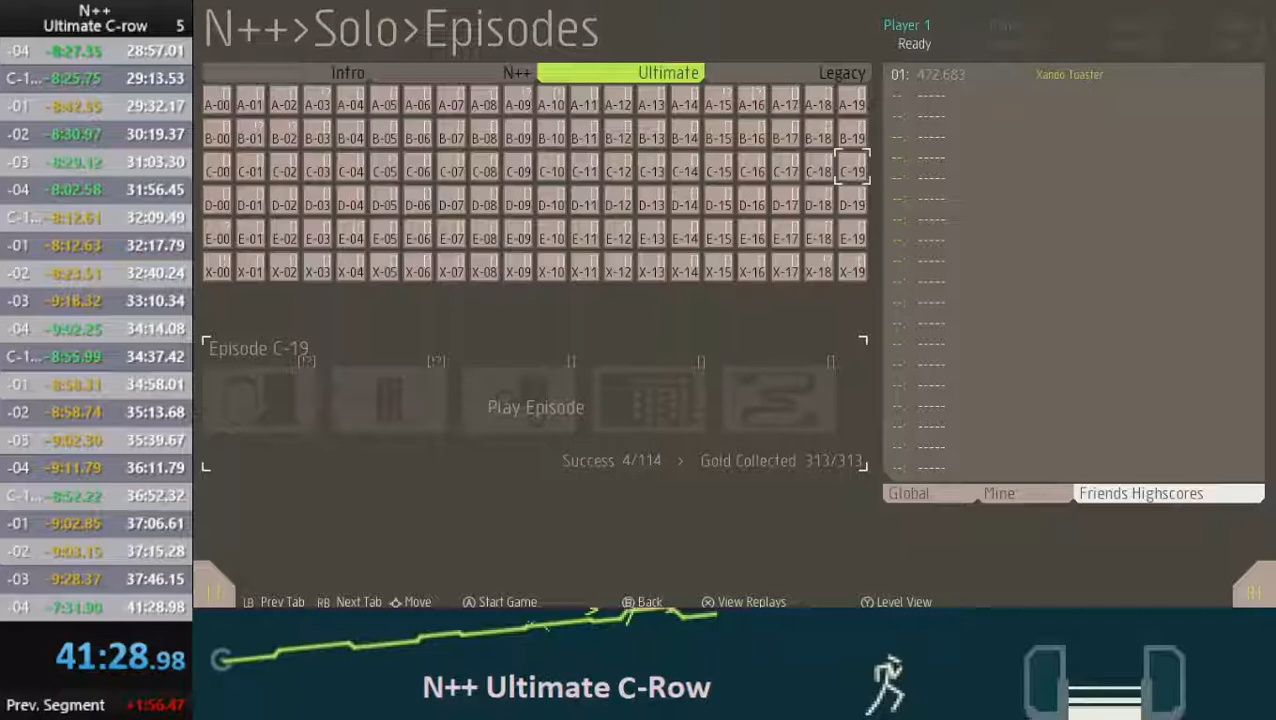 N++
Ultimate C-row 5
-04 -8:27.35 28:57.01
C-1... -8:25.75 29:13.53
-01 -8:42.55 29:32.17
-02 -8:30.97 30:19.37
-03 -8:29.12 31:03.30
-04 -8:02.58 31:56.45
C-1... -8:12.61 32:09.49
-01 -8:12.63 32:17.79
-02 -8:23.51 32:40.24
-03 -9:18.32 33:10.34
-04 -9:02.25 34:14.08
C-1... -8:55.99 34:37.42
-01 -8:58.31 34:58.01
-02 -8:58.74 35:13.68
-03 -9:02.30 35:39.67
-04 -9:11.79 36:11.79
C-1... -8:52.22 36:52.32
-01 -9:02.85 37:06.61
-02 -9:03.15 37:15.28
-03 -9:28.37 37:46.15
-04 -7:31.90 41:28.98
41:28.98
Prev. Segment +1:56.47
N++>Solo>Episodes
Intro N++ Ultimate Legacy
A-00 A-01 A-02 A-03 A-04 A-05 A-06 A-07 A-08 A-09 A-10 A-11 A-12 A-13 A-14 A-15 A-16 A-17 A-18 A-19
B-00 B-01 B-02 B-03 B-04 B-05 B-06 B-07 B-08 B-09 B-10 B-11 B-12 B-13 B-14 B-15 B-16 B-17 B-18 B-19
C-00 C-01 C-02 C-03 C-04 C-05 C-06 C-07 C-08 C-09 C-10 C-11 C-12 C-13 C-14 C-15 C-16 C-17 C-18 C-19
D-00 D-01 D-02 D-03 D-04 D-05 D-06 D-07 D-08 D-09 D-10 D-11 D-12 D-13 D-14 D-15 D-16 D-17 D-18 D-19
E-00 E-01 E-02 E-03 E-04 E-05 E-06 E-07 E-08 E-09 E-10 E-11 E-12 E-13 E-14 E-15 E-16 E-17 E-18 E-19
X-00 X-01 X-02 X-03 X-04 X-05 X-06 X-07 X-08 X-09 X-10 X-11 X-12 X-13 X-14 X-15 X-16 X-17 X-18 X-19
Episode C-19
[!?] [!?] [] [] []
Play Episode
Success 4/114 > Gold Collected 313/313
Player 1
Ready
01: 472.683 Xando Toaster
Global Mine Friends Highscores
LB Prev Tab RB Next Tab Move A Start Game B Back X View Replays Y Level View
N++ Ultimate C-Row